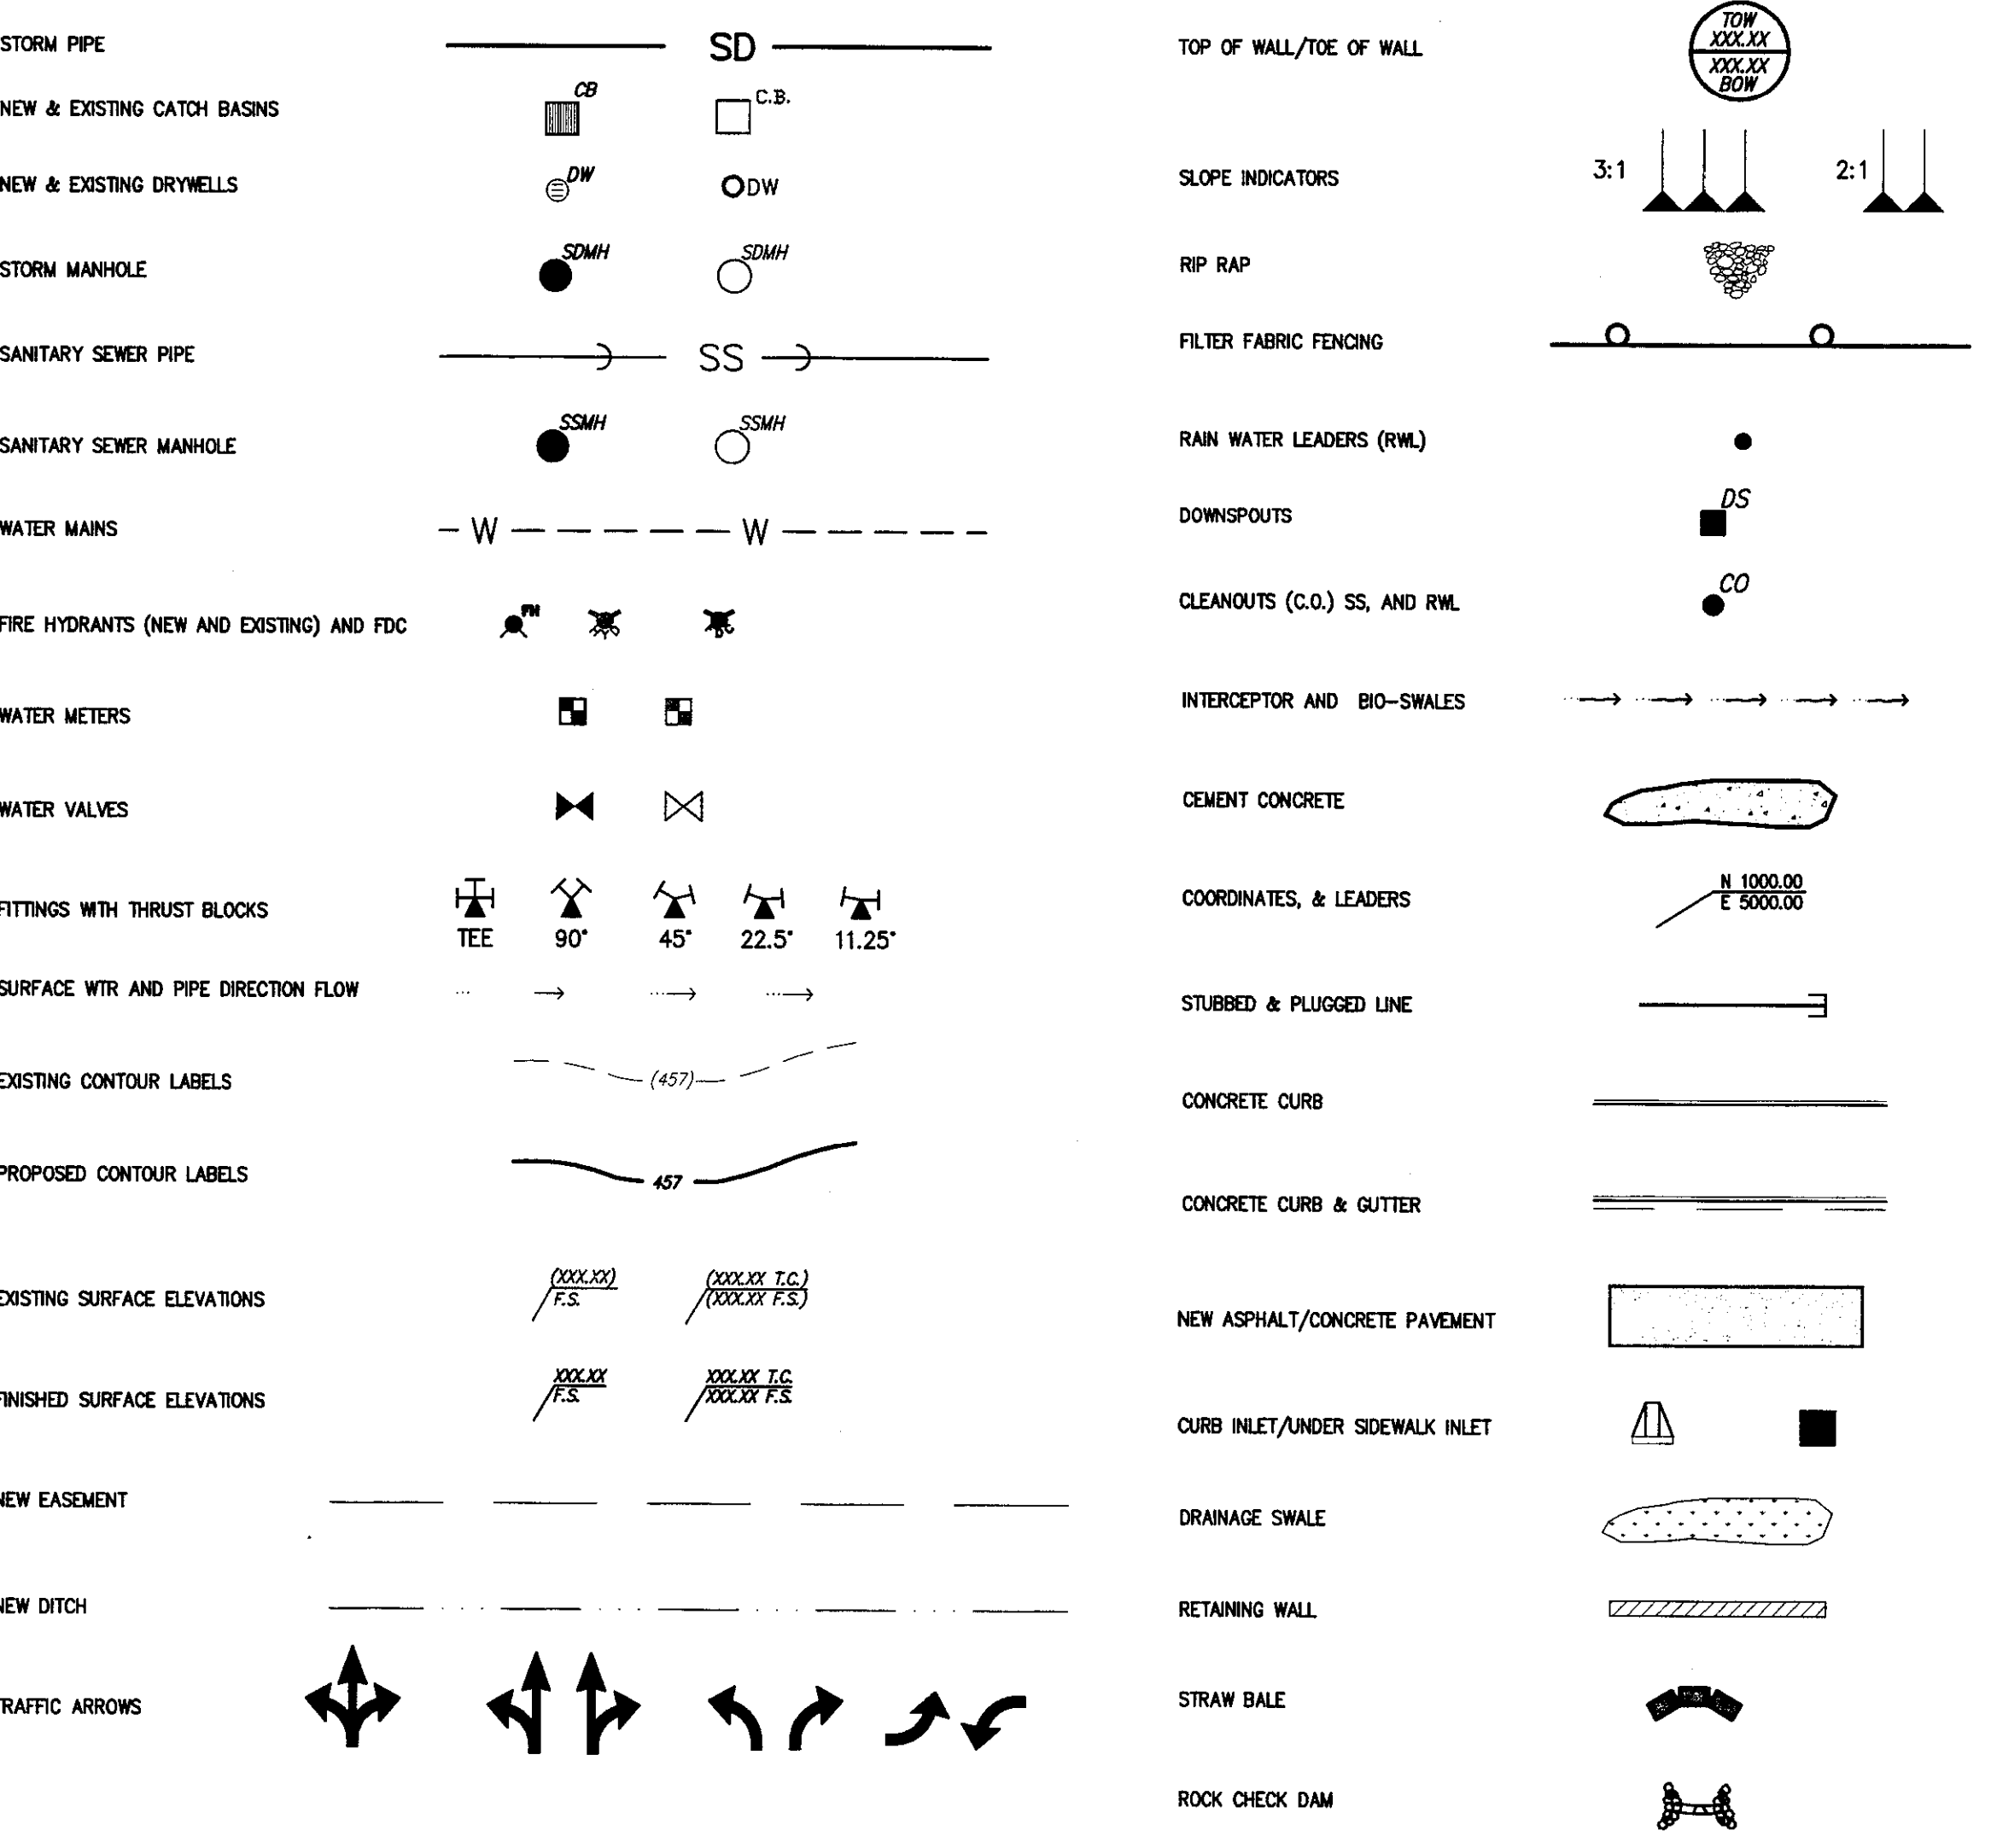 STORM PIPE
SD
NEW & EXISTING CATCH BASINS
CB
C.B.
NEW & EXISTING DRYWELLS
DW
DW
STORM MANHOLE
SDMH
SDMH
SANITARY SEWER PIPE
SS
SANITARY SEWER MANHOLE
SSMH
SSMH
WATER MAINS
W
W
FIRE HYDRANTS (NEW AND EXISTING) AND FDC
FH
WATER METERS
WATER VALVES
FITTINGS WITH THRUST BLOCKS
TEE 90° 45° 22.5° 11.25°
SURFACE WTR AND PIPE DIRECTION FLOW
EXISTING CONTOUR LABELS
(457)
PROPOSED CONTOUR LABELS
457
EXISTING SURFACE ELEVATIONS
(XXX.XX)
F.S.
(XXX.XX T.C.)
(XXX.XX F.S.)
FINISHED SURFACE ELEVATIONS
XXX.XX
F.S.
XXX.XX T.C.
XXX.XX F.S.
NEW EASEMENT
NEW DITCH
TRAFFIC ARROWS
TOP OF WALL/TOE OF WALL
TOW
XXX.XX
XXX.XX
BOW
SLOPE INDICATORS
3:1
2:1
RIP RAP
FILTER FABRIC FENCING
RAIN WATER LEADERS (RWL)
DOWNSPOUTS
DS
CLEANOUTS (C.O.) SS, AND RWL
CO
INTERCEPTOR AND BIO-SWALES
CEMENT CONCRETE
COORDINATES, & LEADERS
N 1000.00
E 5000.00
STUBBED & PLUGGED LINE
CONCRETE CURB
CONCRETE CURB & GUTTER
NEW ASPHALT/CONCRETE PAVEMENT
CURB INLET/UNDER SIDEWALK INLET
DRAINAGE SWALE
RETAINING WALL
STRAW BALE
ROCK CHECK DAM